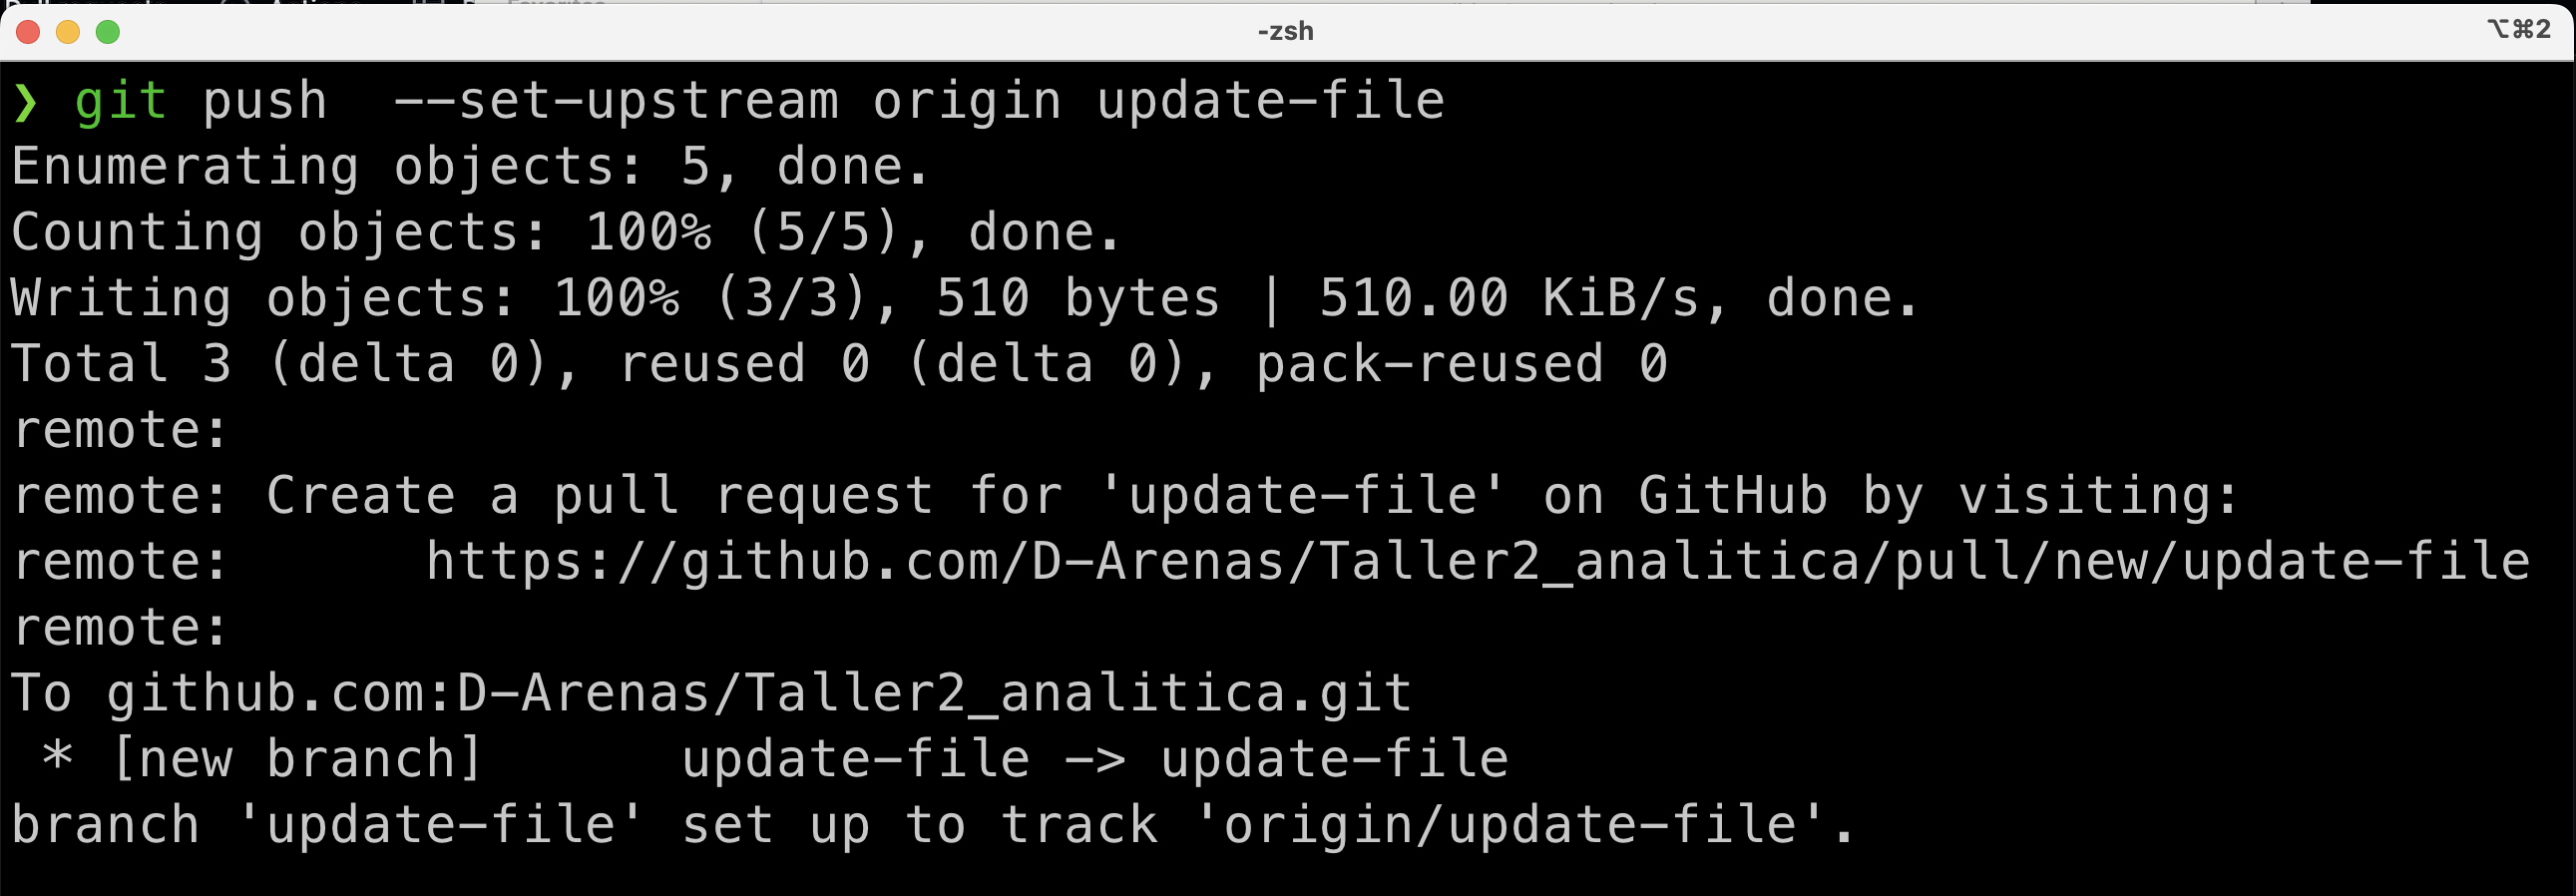 -zsh
⌥⌘2
❯ git push  --set-upstream origin update-file
Enumerating objects: 5, done.
Counting objects: 100% (5/5), done.
Writing objects: 100% (3/3), 510 bytes | 510.00 KiB/s, done.
Total 3 (delta 0), reused 0 (delta 0), pack-reused 0
remote:
remote: Create a pull request for 'update-file' on GitHub by visiting:
remote:      https://github.com/D-Arenas/Taller2_analitica/pull/new/update-file
remote:
To github.com:D-Arenas/Taller2_analitica.git
 * [new branch]      update-file -> update-file
branch 'update-file' set up to track 'origin/update-file'.